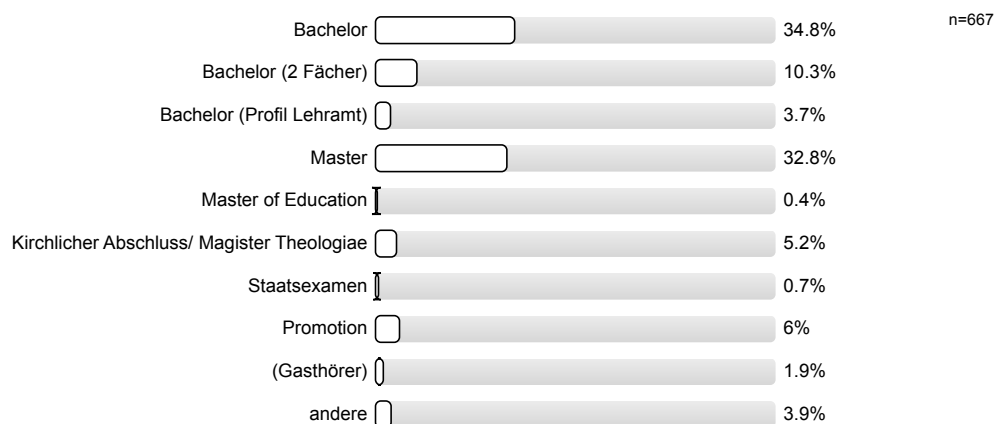 n=667
Bachelor 34.8%
Bachelor (2 Fächer) 10.3%
Bachelor (Profil Lehramt) 3.7%
Master 32.8%
Master of Education 0.4%
Kirchlicher Abschluss/ Magister Theologiae 5.2%
Staatsexamen 0.7%
Promotion 6%
(Gasthörer) 1.9%
andere 3.9%